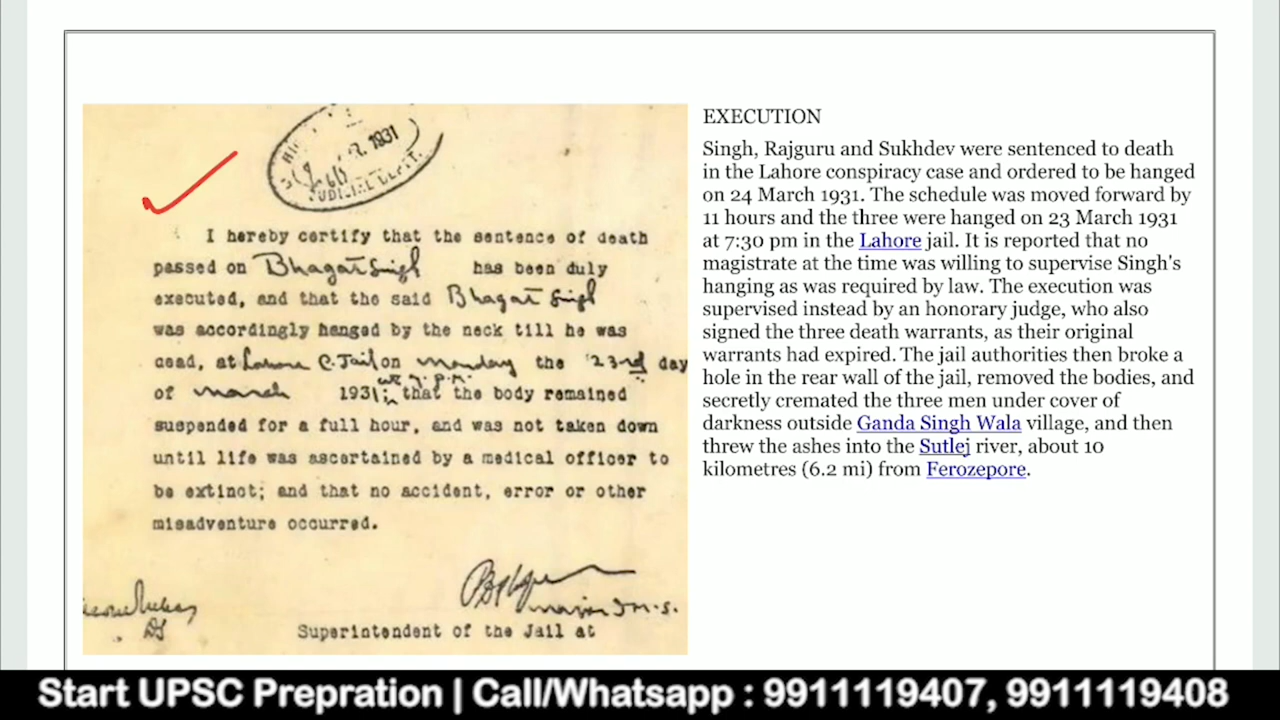 1931
JUDICIAL DEPT.
I hereby certify that the sentence of death
passed on Bhagat Singh has been duly
executed, and that the said Bhagat Singh
was accordingly hanged by the neck till he was
dead, at Lahore C. Jail on Monday the 23rd day
of March 1931; at 7 P.M. that the body remained
suspended for a full hour, and was not taken down
until life was ascertained by a medical officer to
be extinct; and that no accident, error or other
misadventure occurred.
Superintendent of the Jail at
EXECUTION
Singh, Rajguru and Sukhdev were sentenced to death
in the Lahore conspiracy case and ordered to be hanged
on 24 March 1931. The schedule was moved forward by
11 hours and the three were hanged on 23 March 1931
at 7:30 pm in the Lahore jail. It is reported that no
magistrate at the time was willing to supervise Singh's
hanging as was required by law. The execution was
supervised instead by an honorary judge, who also
signed the three death warrants, as their original
warrants had expired. The jail authorities then broke a
hole in the rear wall of the jail, removed the bodies, and
secretly cremated the three men under cover of
darkness outside Ganda Singh Wala village, and then
threw the ashes into the Sutlej river, about 10
kilometres (6.2 mi) from Ferozepore.
Start UPSC Prepration | Call/Whatsapp : 9911119407, 9911119408